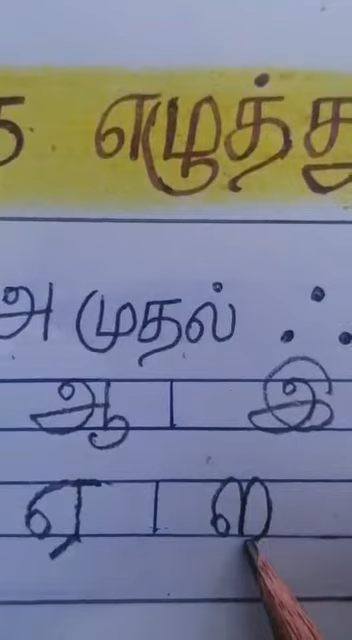 எழுத்து
அ முதல் ஃ
ஆ இ
ஏ